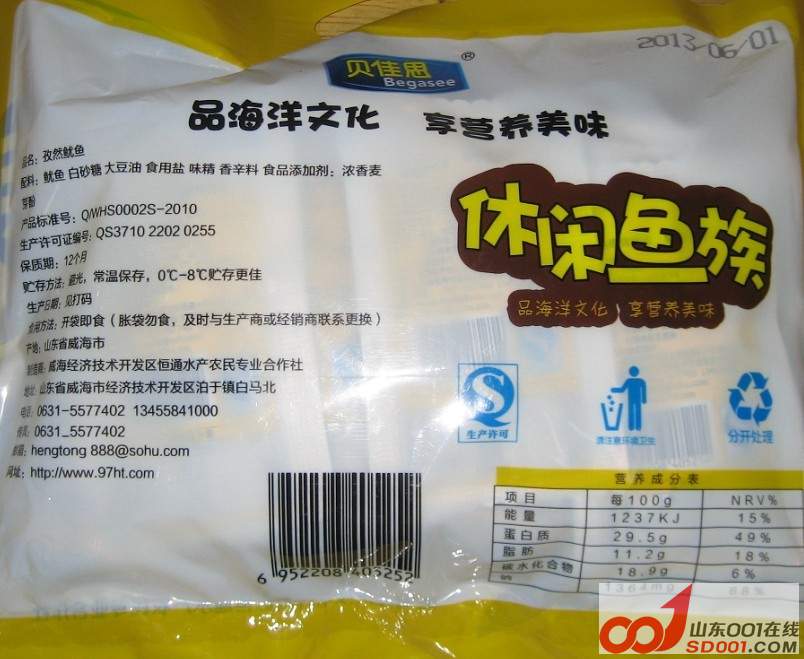 2013/06/01
贝佳思®
Begasee
品海洋文化 享营养美味
品名：孜然鱿鱼
配料：鱿鱼 白砂糖 大豆油 食用盐 味精 香辛料 食品添加剂：浓香麦
芽酚
产品标准号：Q/WHS0002S-2010
生产许可证编号：QS3710 2202 0255
保质期：12个月
贮存方法：避光，常温保存，0℃-8℃贮存更佳
生产日期：见打码
食用方法：开袋即食（胀袋勿食，及时与生产商或经销商联系更换）
产地：山东省威海市
制造商：威海经济技术开发区恒通水产农民专业合作社
地址：山东省威海市经济技术开发区泊于镇白马北
电话：0631-5577402 13455841000
传真：0631_5577402
邮箱：hengtong 888@sohu.com
网址：http://www.97ht.com
休闲鱼族
品海洋文化 享营养美味
QS
生产许可
请注意环境卫生
分开处理
营养成分表
项目 每100g NRV%
能量 1237KJ 15%
蛋白质 29.5g 49%
脂肪 11.2g 18%
碳水化合物 18.9g 6%
钠 1364mg 68%
6 952208 405252
山东001在线
SD001.COM